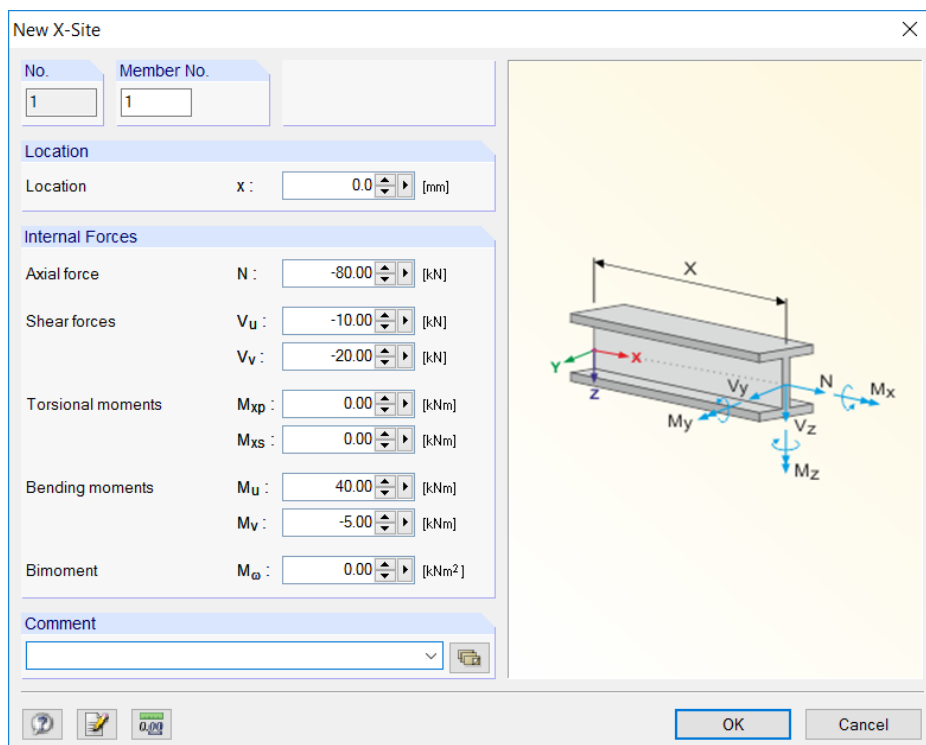 New X-Site
No. Member No.
1 1
Location
Location x : 0.0 [mm]
Internal Forces
Axial force N : -80.00 [kN]
Shear forces Vu : -10.00 [kN]
Vv : -20.00 [kN]
Torsional moments Mxp : 0.00 [kNm]
Mxs : 0.00 [kNm]
Bending moments Mu : 40.00 [kNm]
Mv : -5.00 [kNm]
Bimoment Mω : 0.00 [kNm²]
Comment
X
Y x
z
Vy N Mx
My Vz
Mz
0.00
OK Cancel